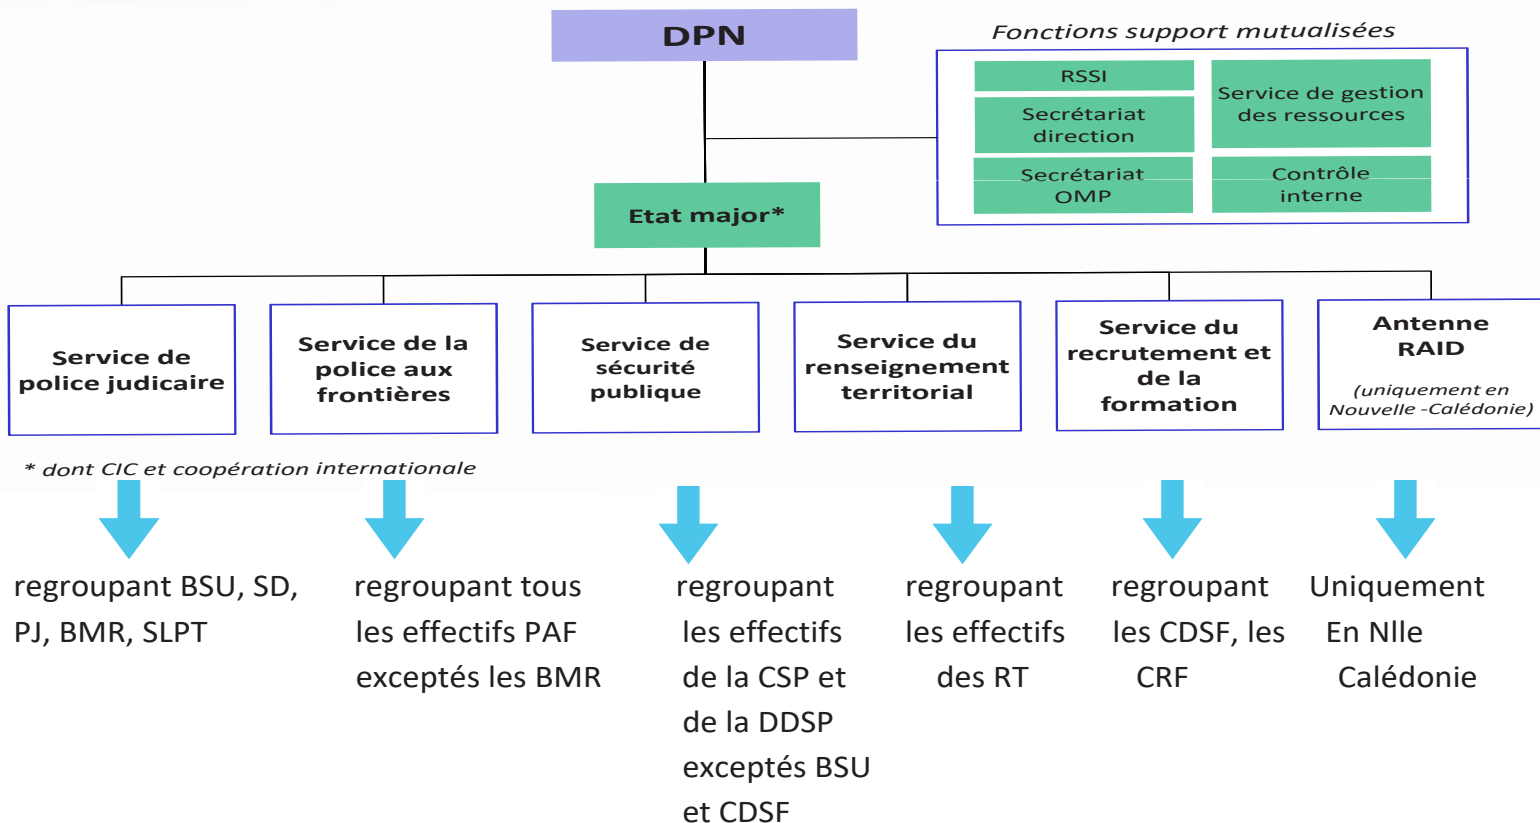 DPN
Fonctions support mutualisées
RSSI
Secrétariat
direction
Secrétariat
OMP
Service de gestion
des ressources
Contrôle
interne
Etat major*
Service de
police judicaire
Service de la
police aux
frontières
Service de
sécurité
publique
Service du
renseignement
territorial
Service du
recrutement et
de la
formation
Antenne
RAID
(uniquement en
Nouvelle -Calédonie)
* dont CIC et coopération internationale
regroupant BSU, SD,
PJ, BMR, SLPT
regroupant tous
les effectifs PAF
exceptés les BMR
regroupant
les effectifs
de la CSP et
de la DDSP
exceptés BSU
et CDSF
regroupant
les effectifs
des RT
regroupant
les CDSF, les
CRF
Uniquement
En Nlle
Calédonie